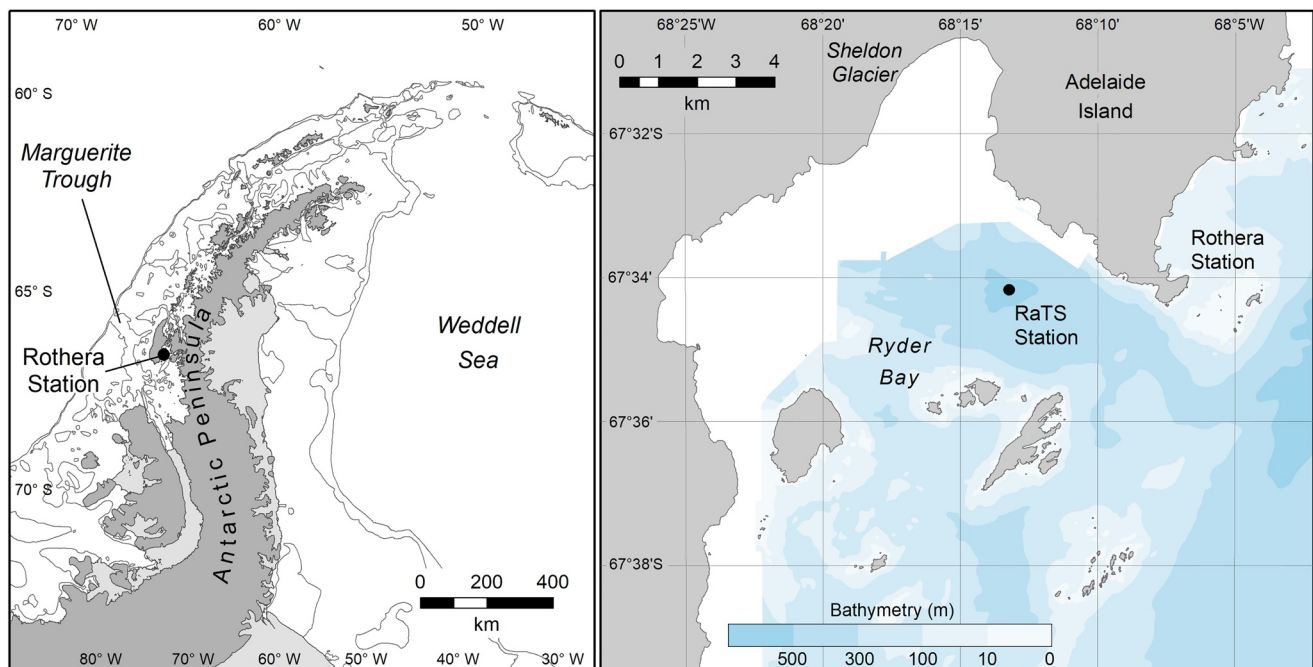 70° W
60° W
50° W
60° S
Marguerite
Trough
65° S
Rothera
Station
Weddell
Sea
Antarctic Peninsula
70° S
0 200 400
km
80° W 70° W 60° W 50° W 40° W 30° W
68°25'W 68°20' 68°15' 68°10' 68°5'W
Sheldon
Glacier
0 1 2 3 4
km
Adelaide
Island
67°32'S
Rothera
Station
67°34'
RaTS
Station
Ryder
Bay
67°36'
67°38'S
Bathymetry (m)
500 300 100 10 0